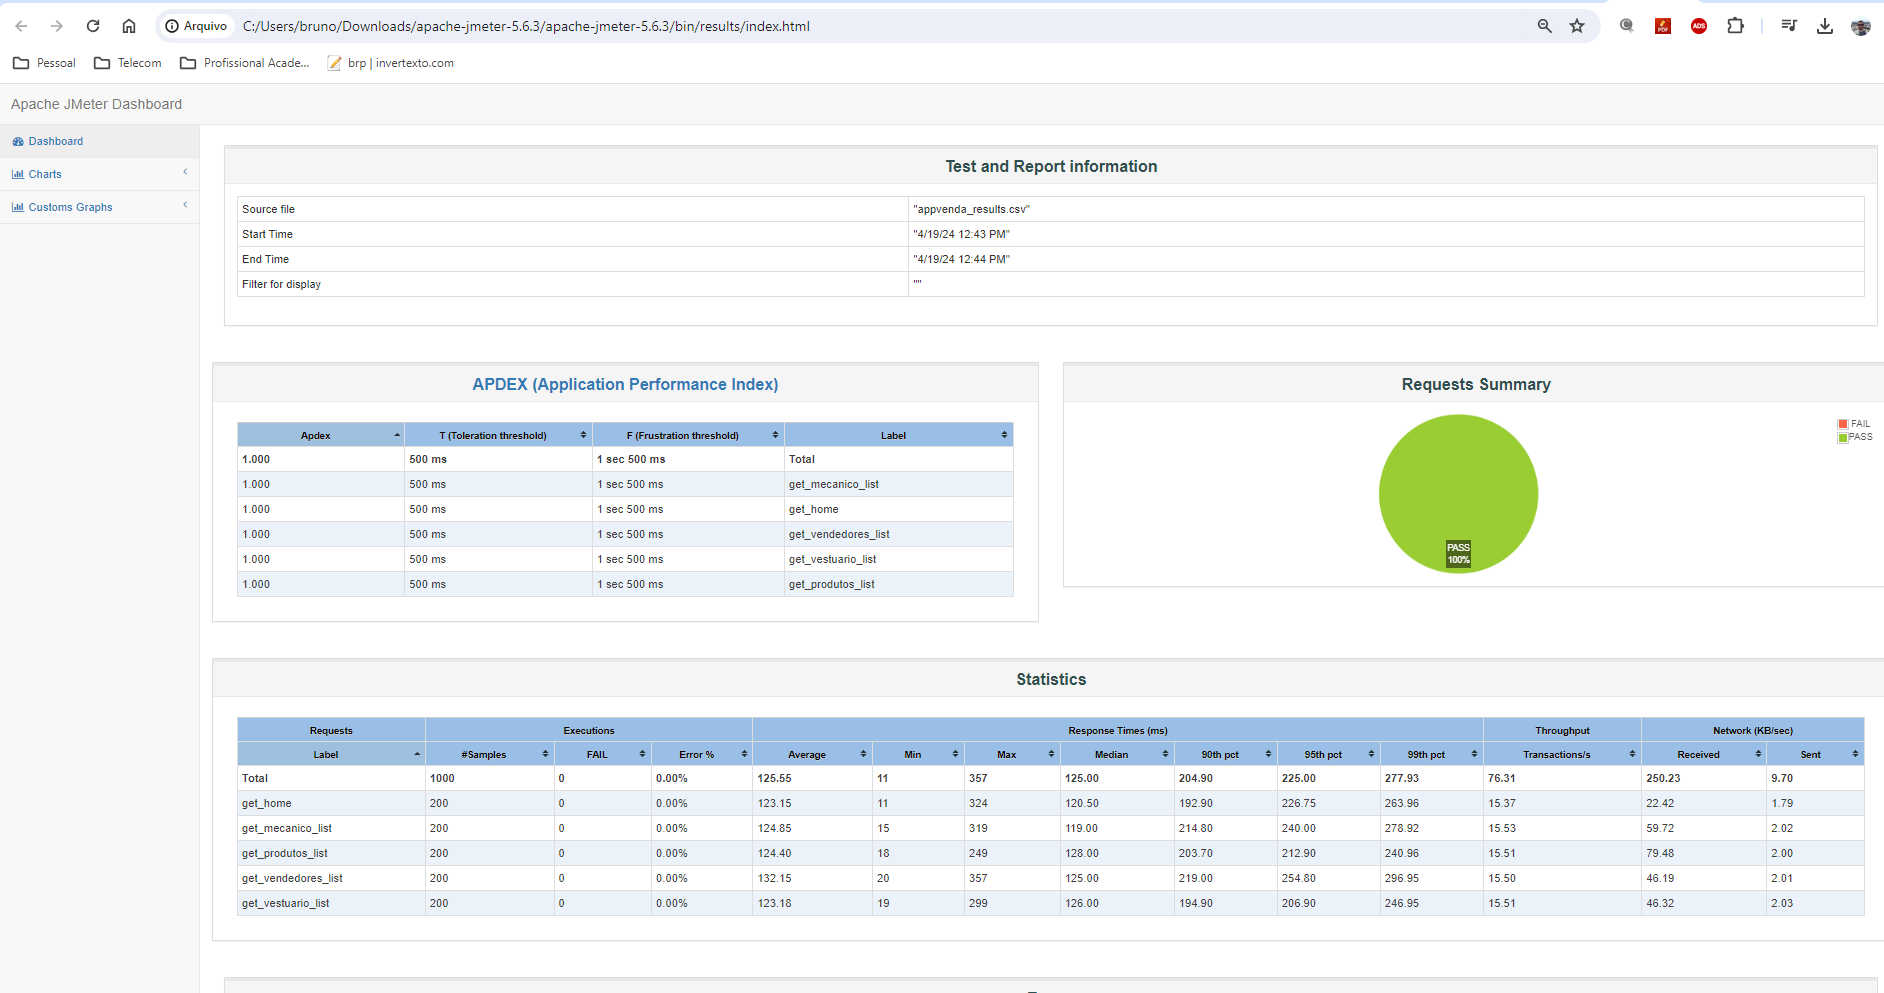 Arquivo C:/Users/bruno/Downloads/apache-jmeter-5.6.3/apache-jmeter-5.6.3/bin/results/index.html PDF ADS
Pessoal Telecom Profissional Acade... brp | invertexto.com
Apache JMeter Dashboard
Dashboard
Charts
Customs Graphs
Test and Report information
Source file "appvenda_results.csv"
Start Time "4/19/24 12:43 PM"
End Time "4/19/24 12:44 PM"
Filter for display ""
APDEX (Application Performance Index)
Apdex T (Toleration threshold) F (Frustration threshold) Label
1.000 500 ms 1 sec 500 ms Total
1.000 500 ms 1 sec 500 ms get_mecanico_list
1.000 500 ms 1 sec 500 ms get_home
1.000 500 ms 1 sec 500 ms get_vendedores_list
1.000 500 ms 1 sec 500 ms get_vestuario_list
1.000 500 ms 1 sec 500 ms get_produtos_list
Requests Summary
FAIL
PASS
PASS
100%
Statistics
Requests Executions Response Times (ms) Throughput Network (KB/sec)
Label #Samples FAIL Error % Average Min Max Median 90th pct 95th pct 99th pct Transactions/s Received Sent
Total 1000 0 0.00% 125.55 11 357 125.00 204.90 225.00 277.93 76.31 250.23 9.70
get_home 200 0 0.00% 123.15 11 324 120.50 192.90 226.75 263.96 15.37 22.42 1.79
get_mecanico_list 200 0 0.00% 124.85 15 319 119.00 214.80 240.00 278.92 15.53 59.72 2.02
get_produtos_list 200 0 0.00% 124.40 18 249 128.00 203.70 212.90 240.96 15.51 79.48 2.00
get_vendedores_list 200 0 0.00% 132.15 20 357 125.00 219.00 254.80 296.95 15.50 46.19 2.01
get_vestuario_list 200 0 0.00% 123.18 19 299 126.00 194.90 206.90 246.95 15.51 46.32 2.03